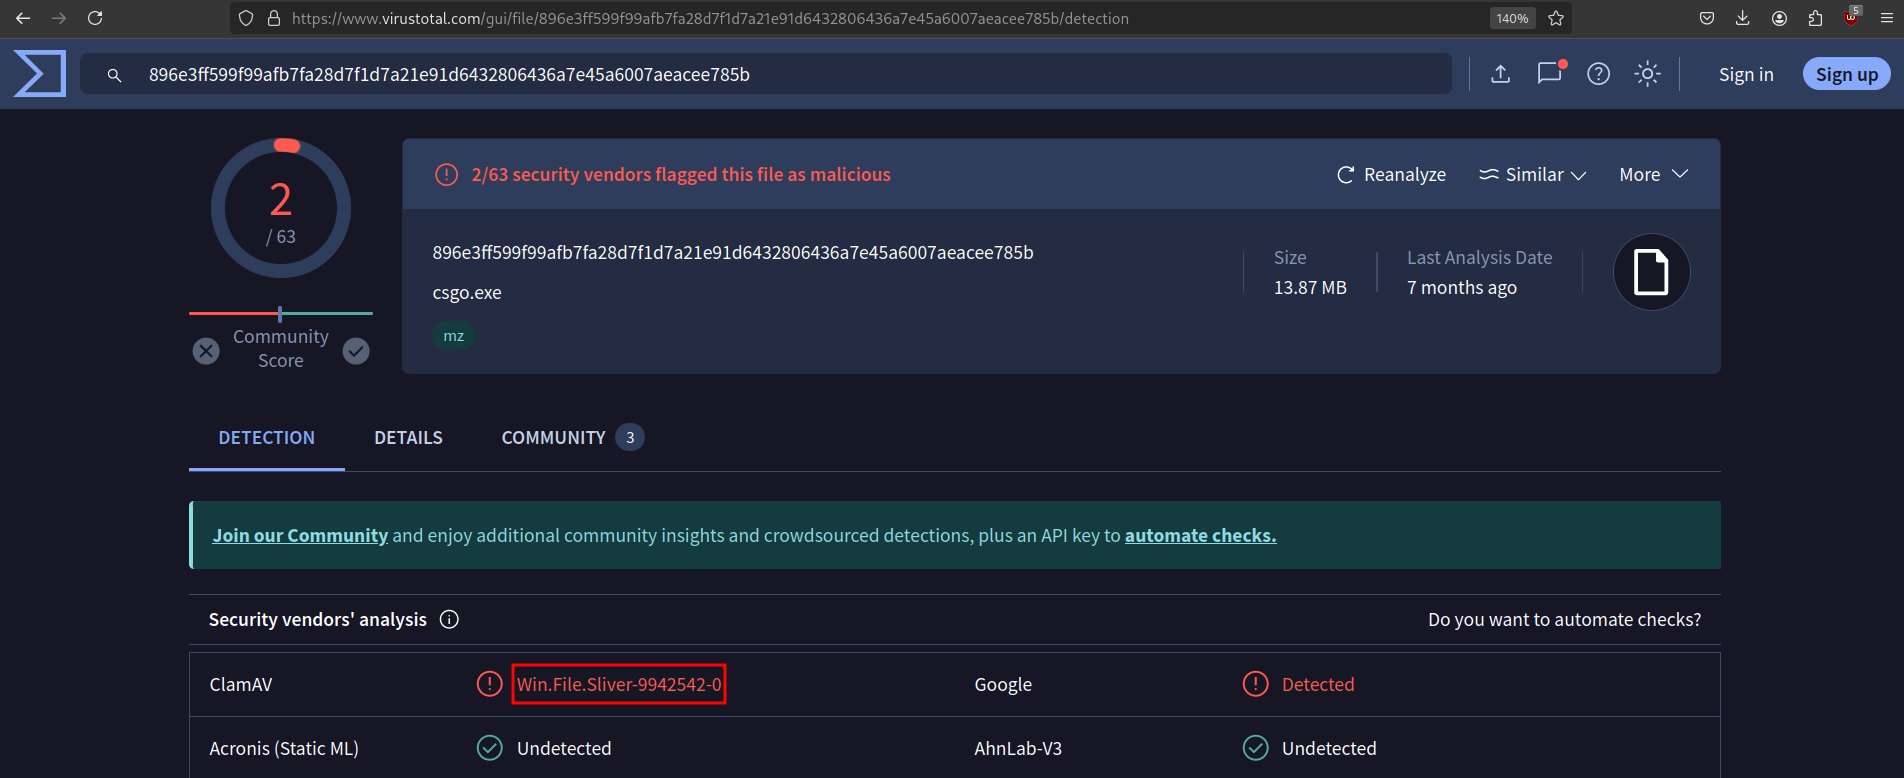 https://www.virustotal.com/gui/file/896e3ff599f99afb7fa28d7f1d7a21e91d6432806436a7e45a6007aeacee785b/detection
140%
5
896e3ff599f99afb7fa28d7f1d7a21e91d6432806436a7e45a6007aeacee785b
Sign in
Sign up
2
/ 63
Community
Score
2/63 security vendors flagged this file as malicious
Reanalyze
Similar
More
896e3ff599f99afb7fa28d7f1d7a21e91d6432806436a7e45a6007aeacee785b
csgo.exe
mz
Size
13.87 MB
Last Analysis Date
7 months ago
DETECTION
DETAILS
COMMUNITY 3
Join our Community and enjoy additional community insights and crowdsourced detections, plus an API key to automate checks.
Security vendors' analysis
Do you want to automate checks?
ClamAV Win.File.Sliver-9942542-0 Google Detected
Acronis (Static ML) Undetected AhnLab-V3 Undetected